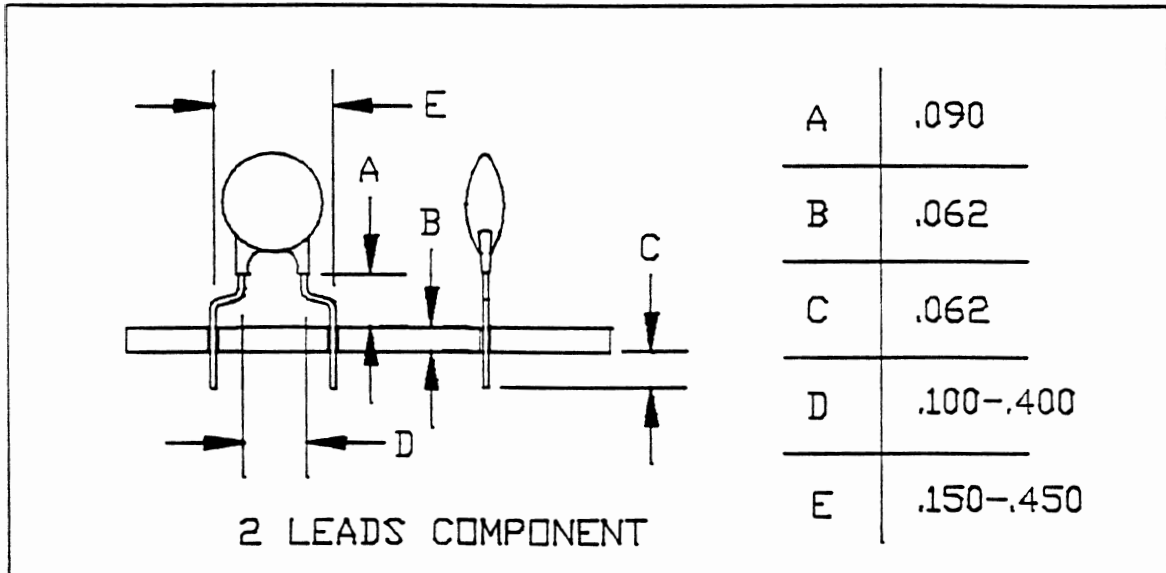 E
A
B
C
D
2 LEADS COMPONENT
A .090
B .062
C .062
D .100-.400
E .150-.450